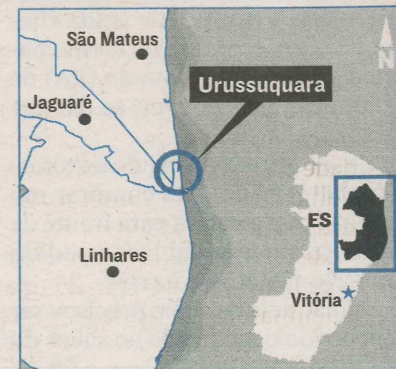 São Mateus
N
Urussuquara
Jaguaré
ES
Linhares
Vitória